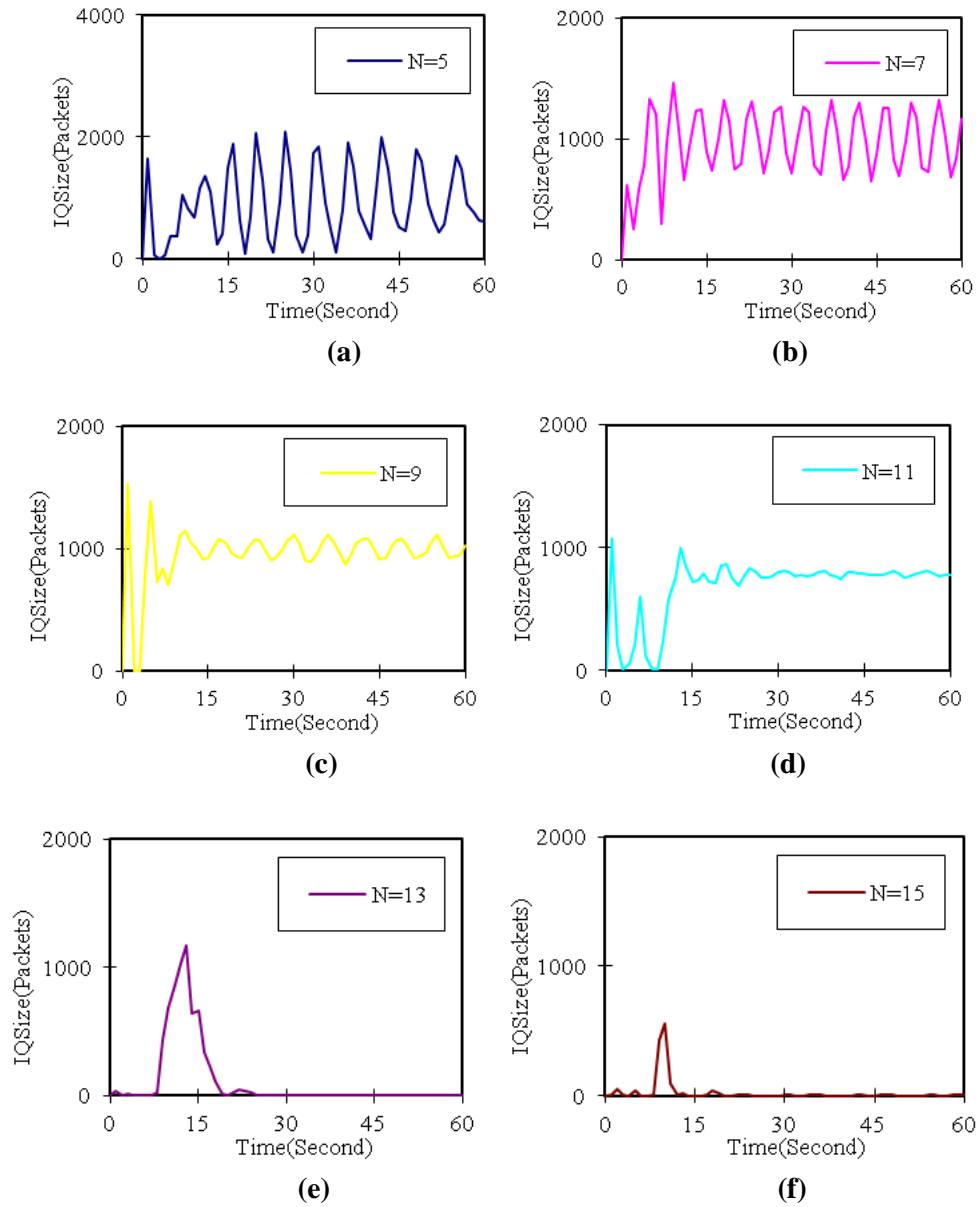 4000
N=5
IQSize(Packets)
2000
0
0 15 30 45 60
Time(Second)
(a)
2000
N=7
IQSize(Packets)
1000
0
0 15 30 45 60
Time(Second)
(b)
2000
N=9
IQSize(Packets)
1000
0
0 15 30 45 60
Time(Second)
(c)
2000
N=11
IQSize(Packets)
1000
0
0 15 30 45 60
Time(Second)
(d)
2000
N=13
IQSize(Packets)
1000
0
0 15 30 45 60
Time(Second)
(e)
2000
N=15
IQSize(Packets)
1000
0
0 15 30 45 60
Time(Second)
(f)